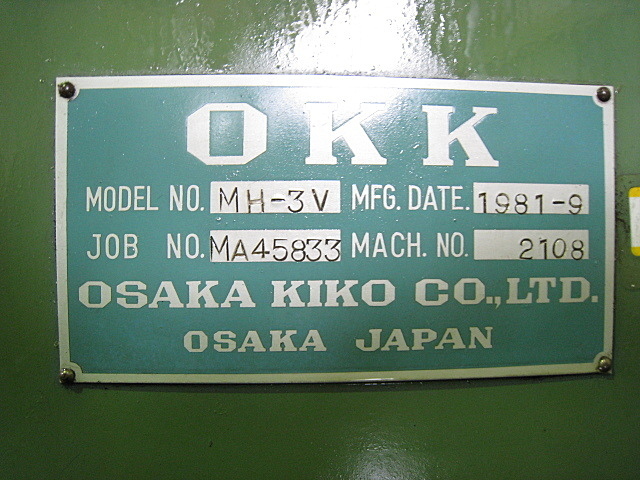 OKK
MODEL NO. MH-3V MFG. DATE. 1981-9
JOB NO. MA45833 MACH. NO. 2108
OSAKA KIKO CO., LTD.
OSAKA JAPAN